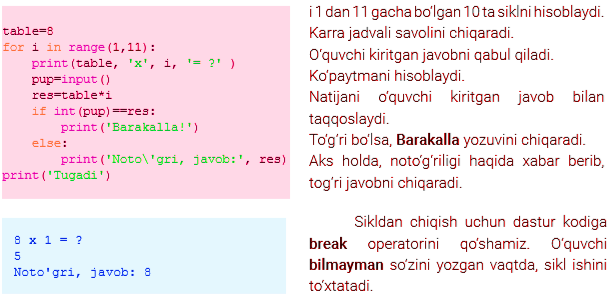 table=8
for i in range(1,11):
    print(table, 'x', i, '= ?' )
    pup=input()
    res=table*i
    if int(pup)==res:
        print('Barakalla!')
    else:
        print('Noto\'gri, javob:', res)
print('Tugadi')
8 x 1 = ?
5
Noto'gri, javob: 8
i 1 dan 11 gacha bo‘lgan 10 ta siklni hisoblaydi.
Karra jadvali savolini chiqaradi.
O‘quvchi kiritgan javobni qabul qiladi.
Ko‘paytmani hisoblaydi.
Natijani o‘quvchi kiritgan javob bilan
taqqoslaydi.
To‘g‘ri bo‘lsa, Barakalla yozuvini chiqaradi.
Aks holda, noto‘g‘riligi haqida xabar berib,
tog‘ri javobni chiqaradi.
Sikldan chiqish uchun dastur kodiga
break operatorini qo‘shamiz. O‘quvchi
bilmayman so‘zini yozgan vaqtda, sikl ishini
to‘xtatadi.